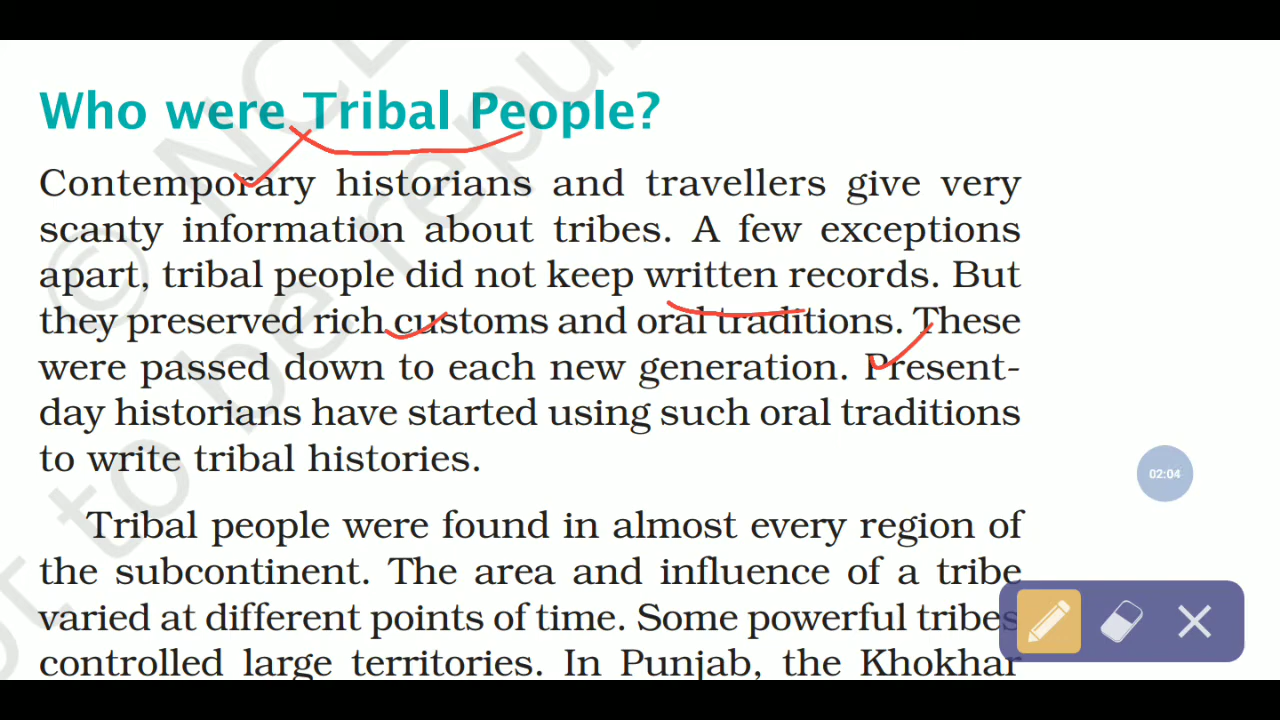 Who were Tribal People?
Contemporary historians and travellers give very
scanty information about tribes. A few exceptions
apart, tribal people did not keep written records. But
they preserved rich customs and oral traditions. These
were passed down to each new generation. Present-
day historians have started using such oral traditions
to write tribal histories.
Tribal people were found in almost every region of
the subcontinent. The area and influence of a tribe
varied at different points of time. Some powerful tribes
controlled large territories. In Punjab, the Khokhar
02:04